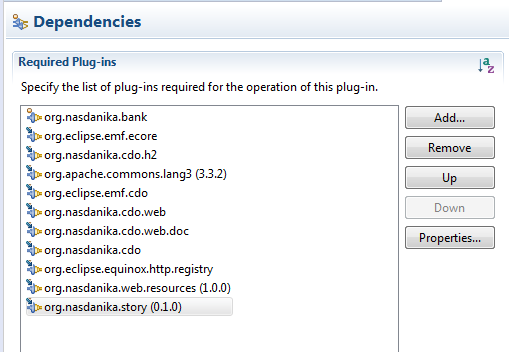 Dependencies
Required Plug-ins
a
z
Specify the list of plug-ins required for the operation of this plug-in.
org.nasdanika.bank
org.eclipse.emf.ecore
org.nasdanika.cdo.h2
org.apache.commons.lang3 (3.3.2)
org.eclipse.emf.cdo
org.nasdanika.cdo.web
org.nasdanika.cdo.web.doc
org.nasdanika.cdo
org.eclipse.equinox.http.registry
org.nasdanika.web.resources (1.0.0)
org.nasdanika.story (0.1.0)
Add...
Remove
Up
Down
Properties...